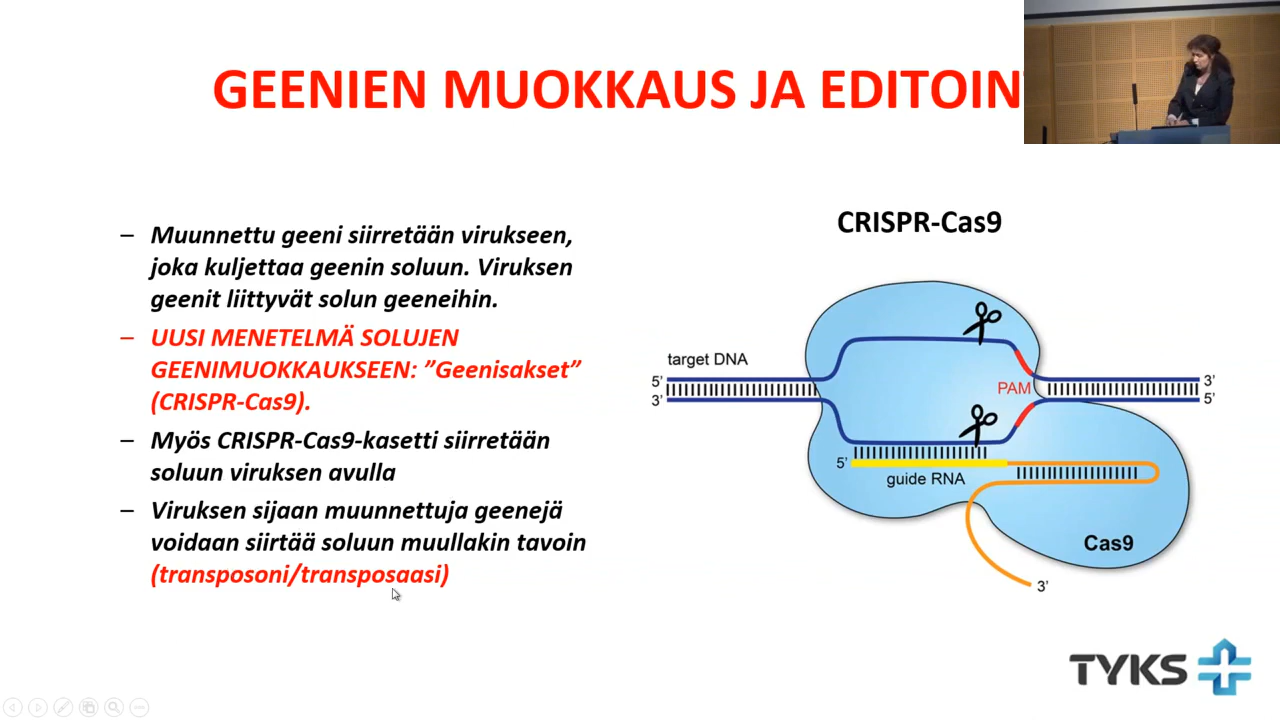 GEENIEN MUOKKAUS JA EDITOIN
– Muunnettu geeni siirretään virukseen,
joka kuljettaa geenin soluun. Viruksen
geenit liittyvät solun geeneihin.
– UUSI MENETELMÄ SOLUJEN
GEENIMUOKKAUKSEEN: ”Geenisakset”
(CRISPR-Cas9).
– Myös CRISPR-Cas9-kasetti siirretään
soluun viruksen avulla
– Viruksen sijaan muunnettuja geenejä
voidaan siirtää soluun muullakin tavoin
(transposoni/transposaasi)
CRISPR-Cas9
target DNA
5’
3’
3’
5’
PAM
5’
guide RNA
Cas9
3’
TYKS